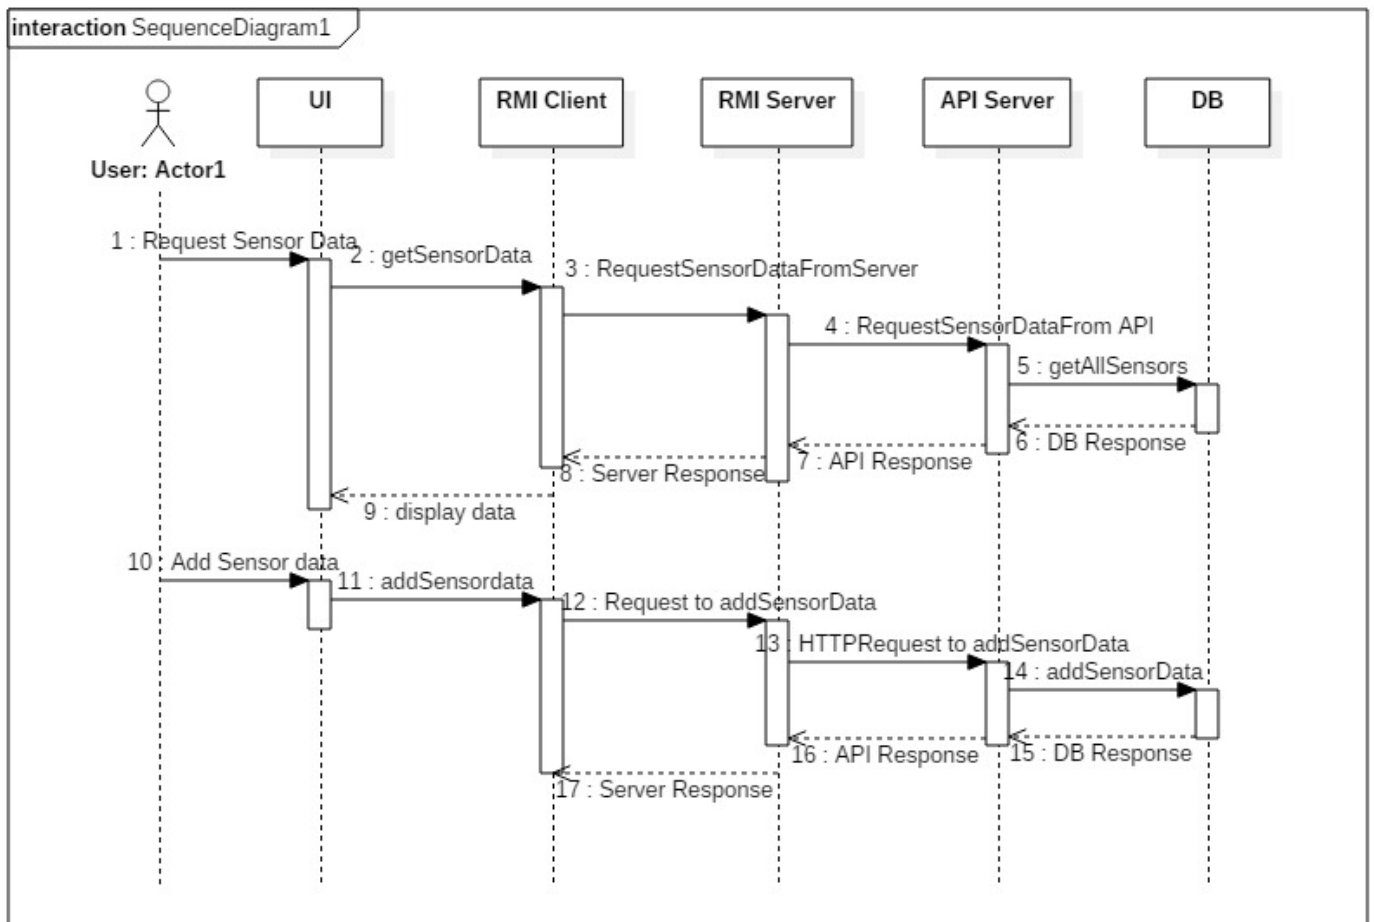 interaction SequenceDiagram1
UI
RMI Client
RMI Server
API Server
DB
User: Actor1
1 : Request Sensor Data
2 : getSensorData
3 : RequestSensorDataFromServer
4 : RequestSensorDataFrom API
5 : getAllSensors
6 : DB Response
7 : API Response
8 : Server Response
9 : display data
10 : Add Sensor data
11 : addSensordata
12 : Request to addSensorData
13 : HTTPRequest to addSensorData
14 : addSensorData
15 : DB Response
16 : API Response
17 : Server Response